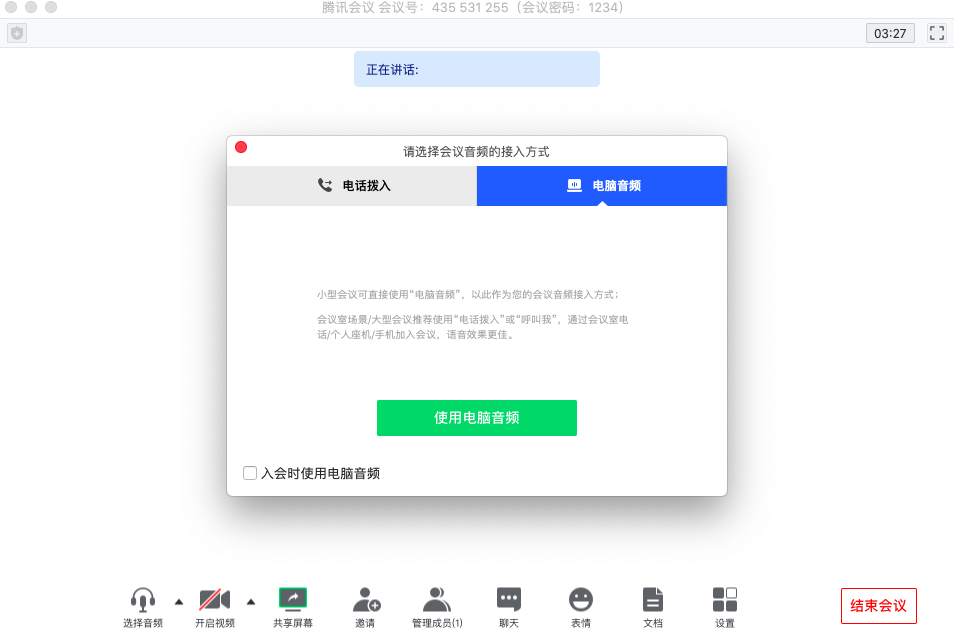 腾讯会议 会议号：435 531 255（会议密码：1234）
03:27
正在讲话:
请选择会议音频的接入方式
电话拨入
电脑音频
小型会议可直接使用“电脑音频”，以此作为您的会议音频接入方式；
会议室场景/大型会议推荐使用“电话拨入”或“呼叫我”，通过会议室电
话/个人座机/手机加入会议，语音效果更佳。
使用电脑音频
入会时使用电脑音频
选择音频
开启视频
共享屏幕
邀请
管理成员(1)
聊天
表情
文档
设置
结束会议